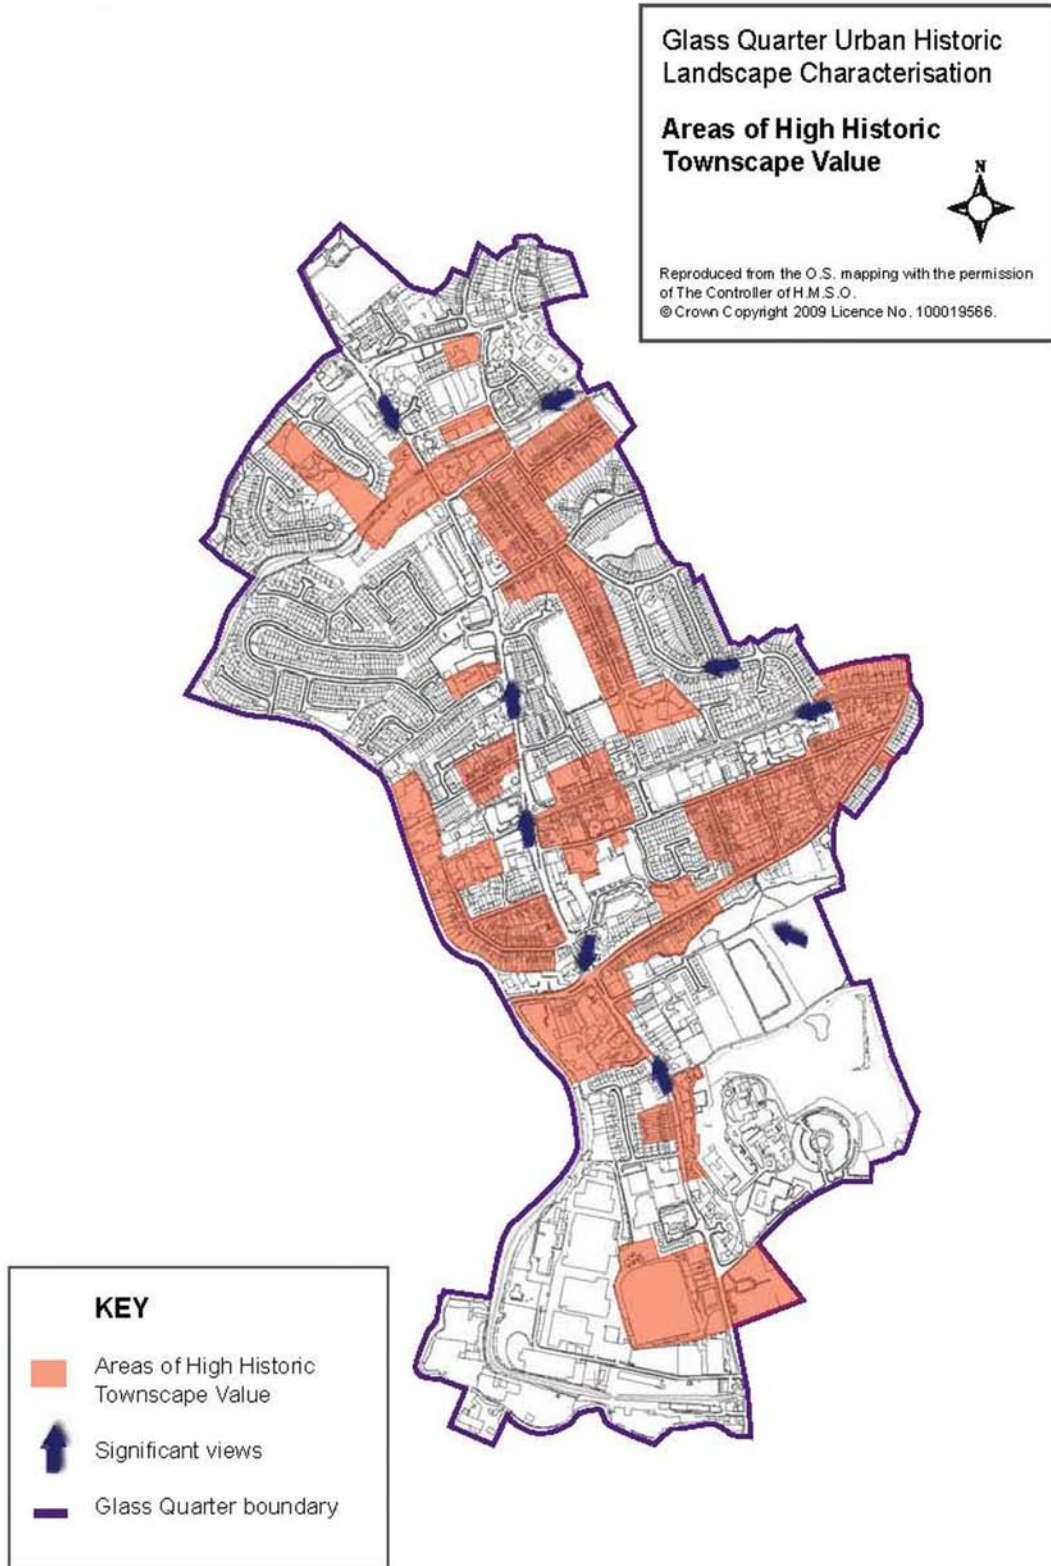 Glass Quarter Urban Historic
Landscape Characterisation
Areas of High Historic
Townscape Value
N
Reproduced from the O.S. mapping with the permission
of The Controller of H.M.S.O.
© Crown Copyright 2009 Licence No. 100019566.
KEY
Areas of High Historic
Townscape Value
Significant views
Glass Quarter boundary